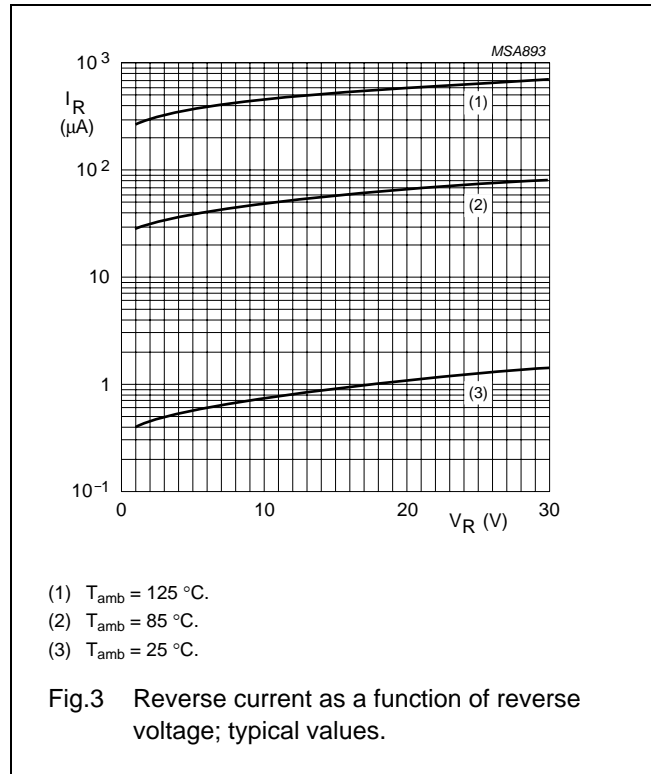 MSA893
10³
I_R
(µA)
(1)
10²
(2)
10
1
(3)
10⁻¹
0
10
20
V_R (V)
30
(1) T_amb = 125 °C.
(2) T_amb = 85 °C.
(3) T_amb = 25 °C.
Fig.3 Reverse current as a function of reverse
voltage; typical values.